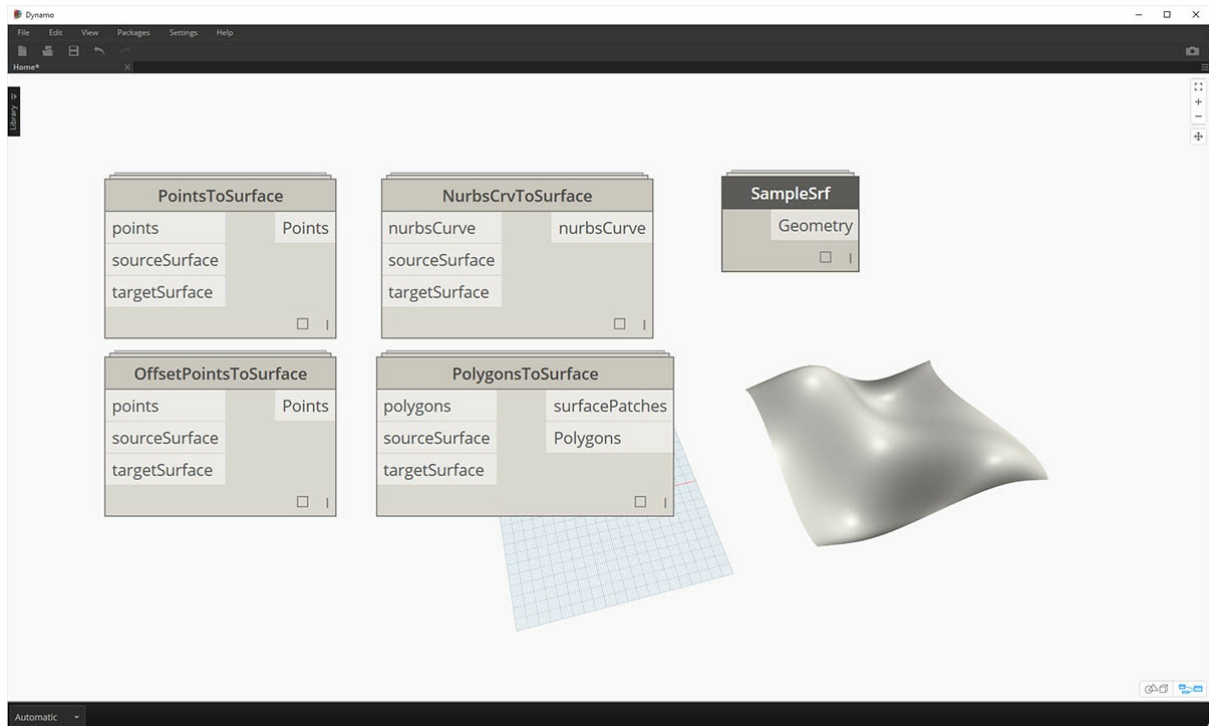 Dynamo
File Edit View Packages Settings Help
Home*
Library
PointsToSurface
points Points
sourceSurface
targetSurface
NurbsCrvToSurface
nurbsCurve nurbsCurve
sourceSurface
targetSurface
SampleSrf
Geometry
OffsetPointsToSurface
points Points
sourceSurface
targetSurface
PolygonsToSurface
polygons surfacePatches
sourceSurface Polygons
targetSurface
Automatic